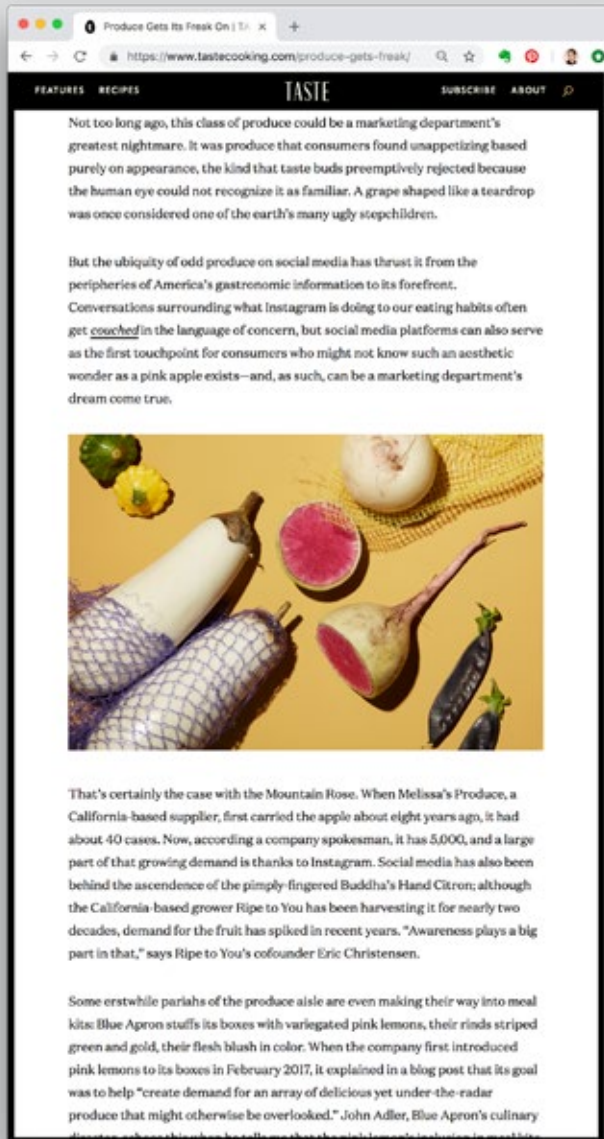 Produce Gets Its Freak On | TA
https://www.tastecooking.com/produce-gets-freak/
FEATURES RECIPES TASTE SUBSCRIBE ABOUT
Not too long ago, this class of produce could be a marketing department's
greatest nightmare. It was produce that consumers found unappetizing based
purely on appearance, the kind that taste buds preemptively rejected because
the human eye could not recognize it as familiar. A grape shaped like a teardrop
was once considered one of the earth's many ugly stepchildren.
But the ubiquity of odd produce on social media has thrust it from the
peripheries of America's gastronomic information to its forefront.
Conversations surrounding what Instagram is doing to our eating habits often
get couched in the language of concern, but social media platforms can also serve
as the first touchpoint for consumers who might not know such an aesthetic
wonder as a pink apple exists—and, as such, can be a marketing department's
dream come true.
That's certainly the case with the Mountain Rose. When Melissa's Produce, a
California-based supplier, first carried the apple about eight years ago, it had
about 40 cases. Now, according a company spokesman, it has 5,000, and a large
part of that growing demand is thanks to Instagram. Social media has also been
behind the ascendence of the pimply-fingered Buddha's Hand Citron; although
the California-based grower Ripe to You has been harvesting it for nearly two
decades, demand for the fruit has spiked in recent years. "Awareness plays a big
part in that," says Ripe to You's cofounder Eric Christensen.
Some erstwhile pariahs of the produce aisle are even making their way into meal
kits: Blue Apron stuffs its boxes with variegated pink lemons, their rinds striped
green and gold, their flesh blush in color. When the company first introduced
pink lemons to its boxes in February 2017, it explained in a blog post that its goal
was to help "create demand for an array of delicious yet under-the-radar
produce that might otherwise be overlooked." John Adler, Blue Apron's culinary